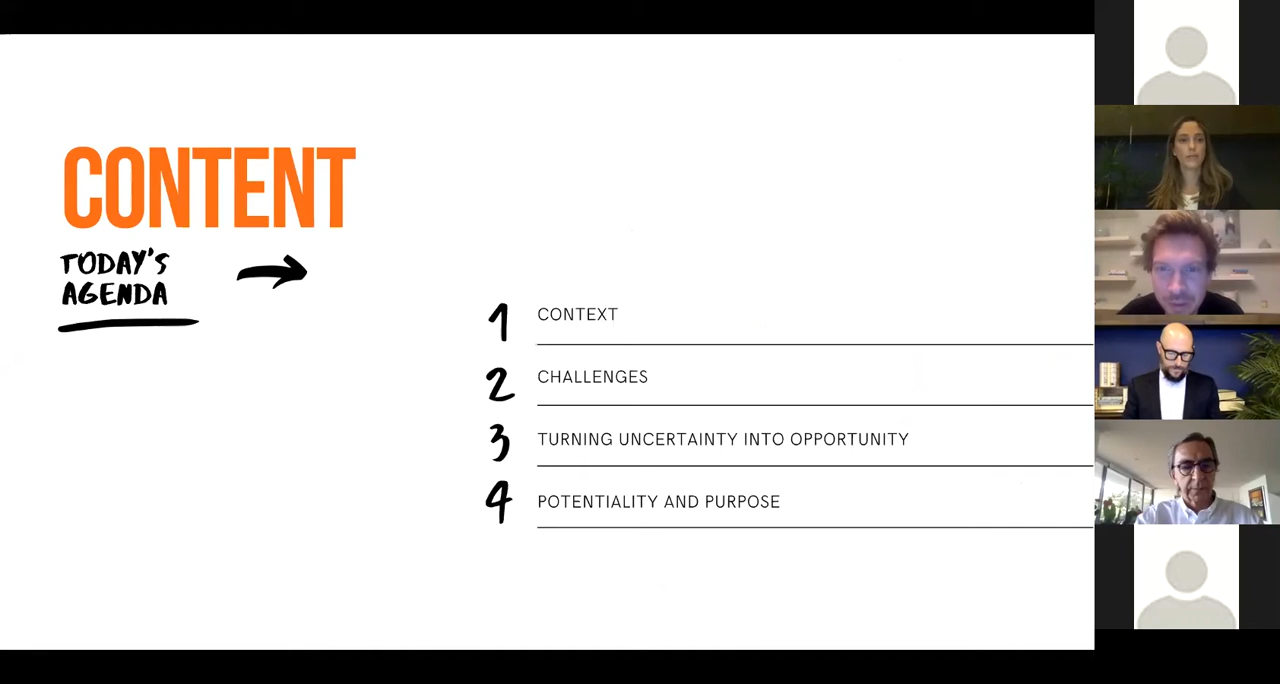 CONTENT
TODAY'S
AGENDA
1 CONTEXT
2 CHALLENGES
3 TURNING UNCERTAINTY INTO OPPORTUNITY
4 POTENTIALITY AND PURPOSE